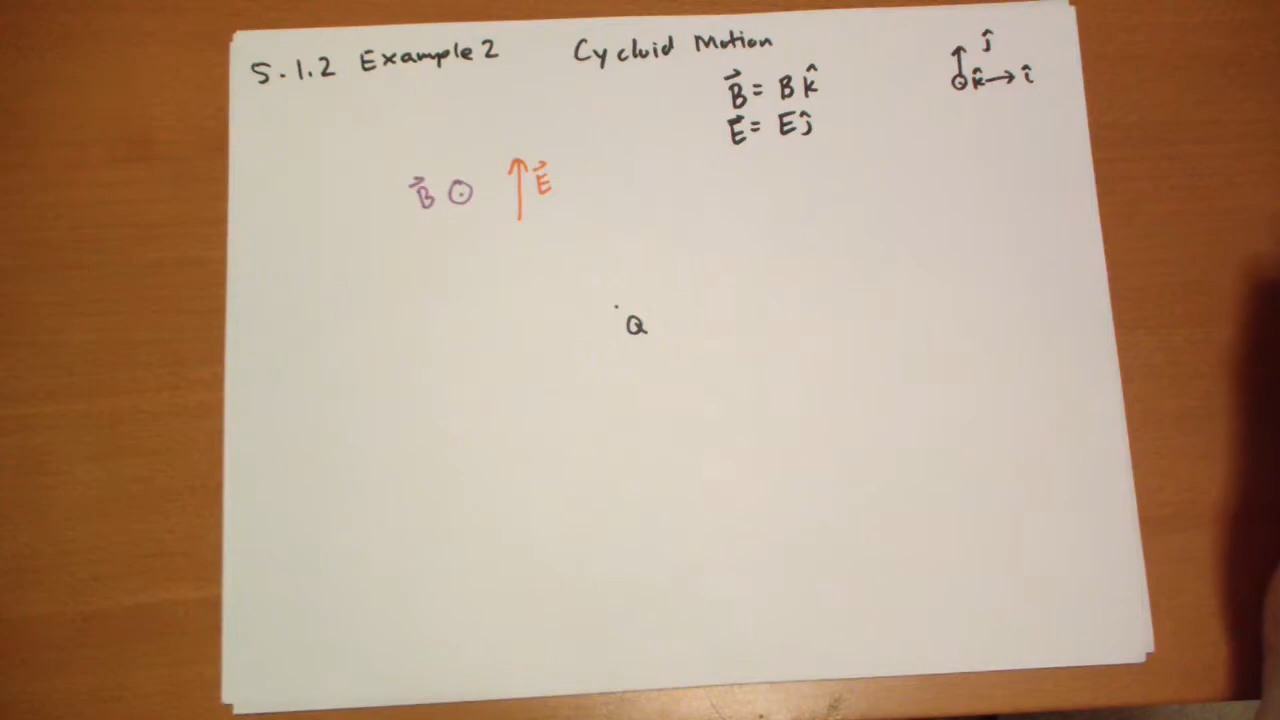 5.1.2 Example 2 Cycloid Motion
ĵ
k̂ → î
B⃗ = B k̂
E⃗ = E ĵ
B⃗ ⊙ ↑ E⃗
Q